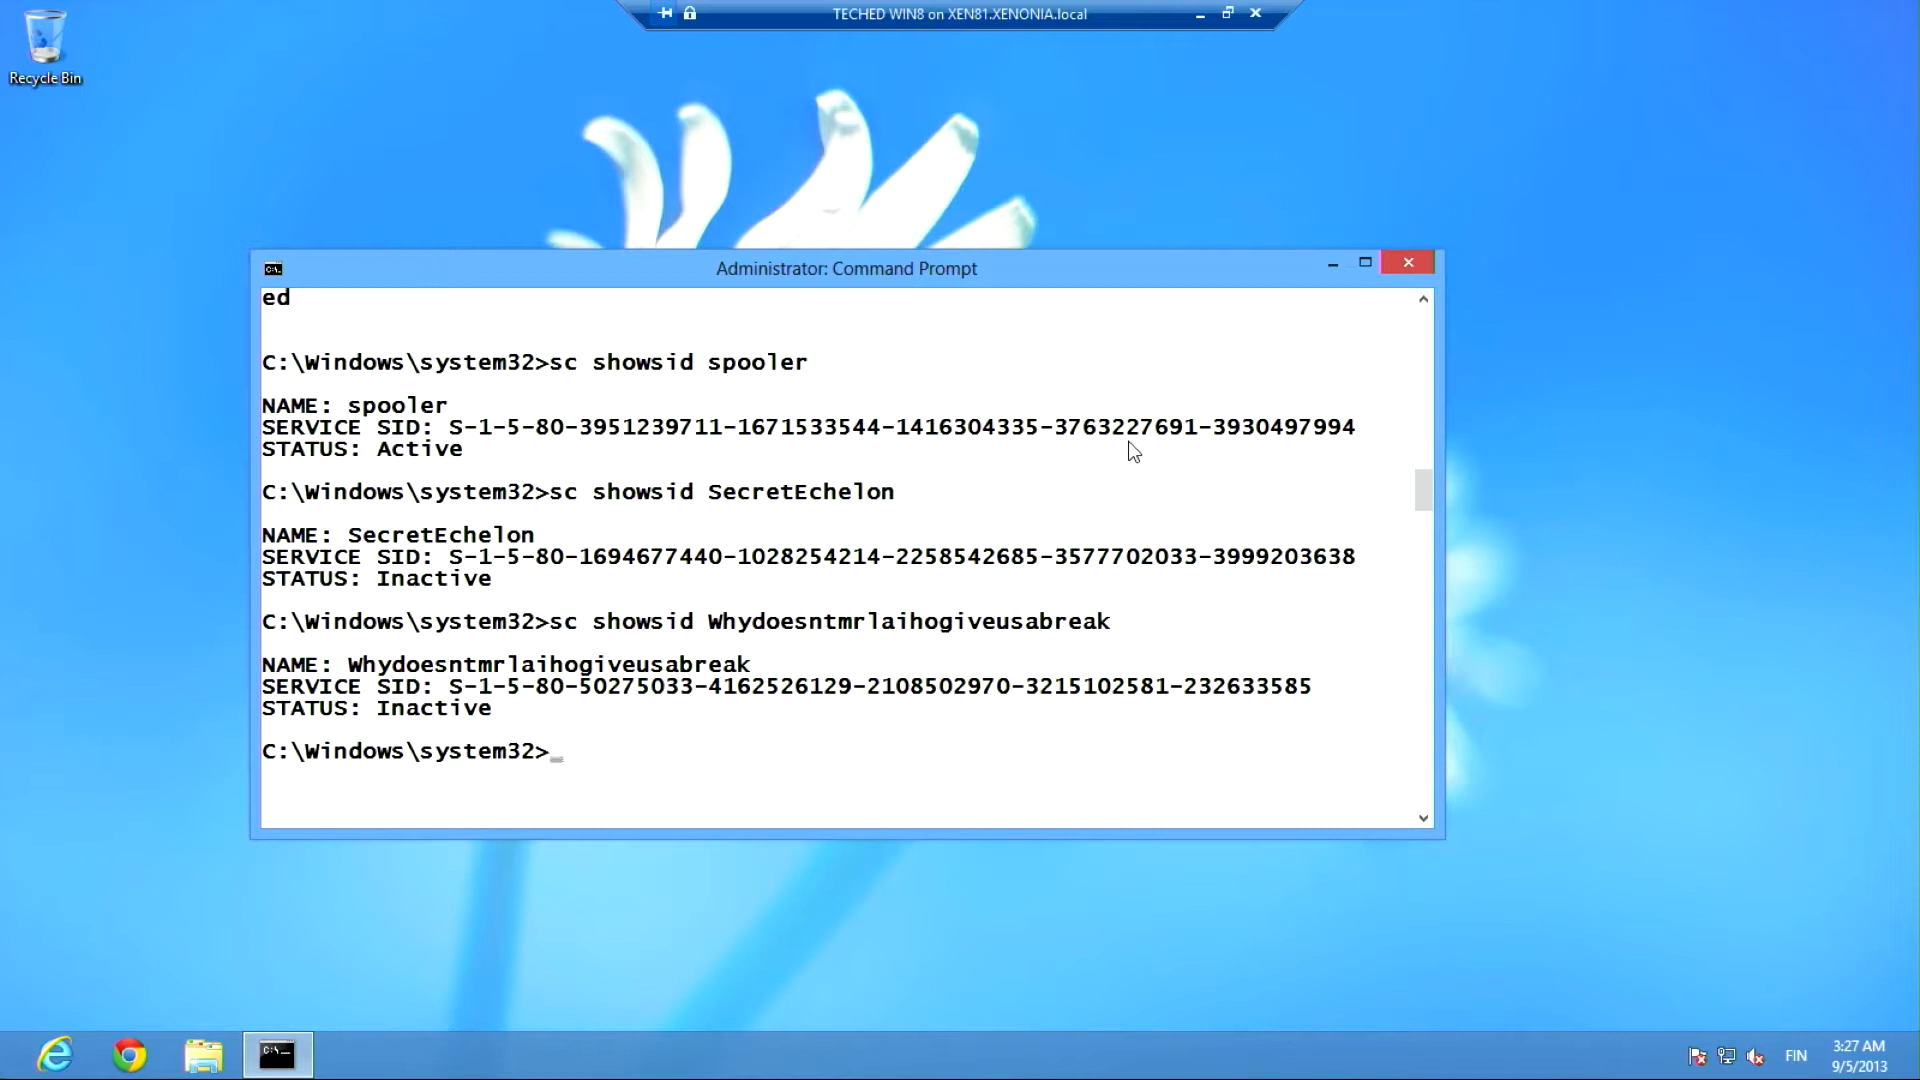 TECHED WIN8 on XEN81.XENONIA.local
Recycle Bin
Administrator: Command Prompt
ed
C:\Windows\system32>sc showsid spooler
NAME: spooler
SERVICE SID: S-1-5-80-3951239711-1671533544-1416304335-3763227691-3930497994
STATUS: Active
C:\Windows\system32>sc showsid SecretEchelon
NAME: SecretEchelon
SERVICE SID: S-1-5-80-1694677440-1028254214-2258542685-3577702033-3999203638
STATUS: Inactive
C:\Windows\system32>sc showsid Whydoesntmrlaihogiveusabreak
NAME: Whydoesntmrlaihogiveusabreak
SERVICE SID: S-1-5-80-50275033-4162526129-2108502970-3215102581-232633585
STATUS: Inactive
C:\Windows\system32>_
FIN
3:27 AM
9/5/2013